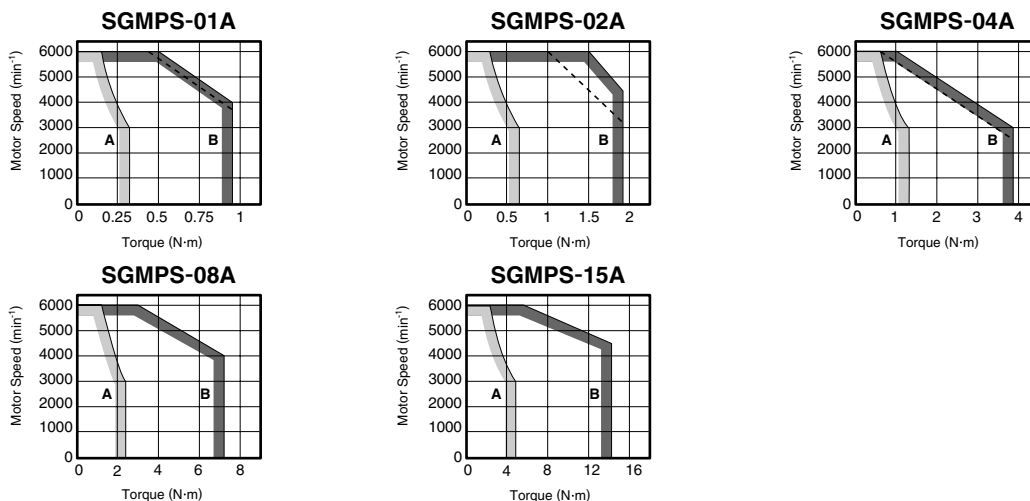 SGMPS-01A
Motor Speed (min⁻¹)
6000
5000
4000
3000
2000
1000
0
A
B
0 0.25 0.5 0.75 1
Torque (N·m)
SGMPS-02A
Motor Speed (min⁻¹)
6000
5000
4000
3000
2000
1000
0
A
B
0 0.5 1 1.5 2
Torque (N·m)
SGMPS-04A
Motor Speed (min⁻¹)
6000
5000
4000
3000
2000
1000
0
A
B
0 1 2 3 4
Torque (N·m)
SGMPS-08A
Motor Speed (min⁻¹)
6000
5000
4000
3000
2000
1000
0
A
B
0 2 4 6 8
Torque (N·m)
SGMPS-15A
Motor Speed (min⁻¹)
6000
5000
4000
3000
2000
1000
0
A
B
0 4 8 12 16
Torque (N·m)